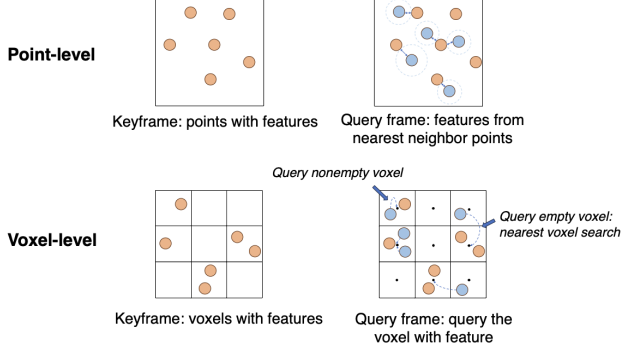 Point-level
Keyframe: points with features
Query frame: features from
nearest neighbor points
Query nonempty voxel
Query empty voxel:
nearest voxel search
Voxel-level
Keyframe: voxels with features
Query frame: query the
voxel with feature